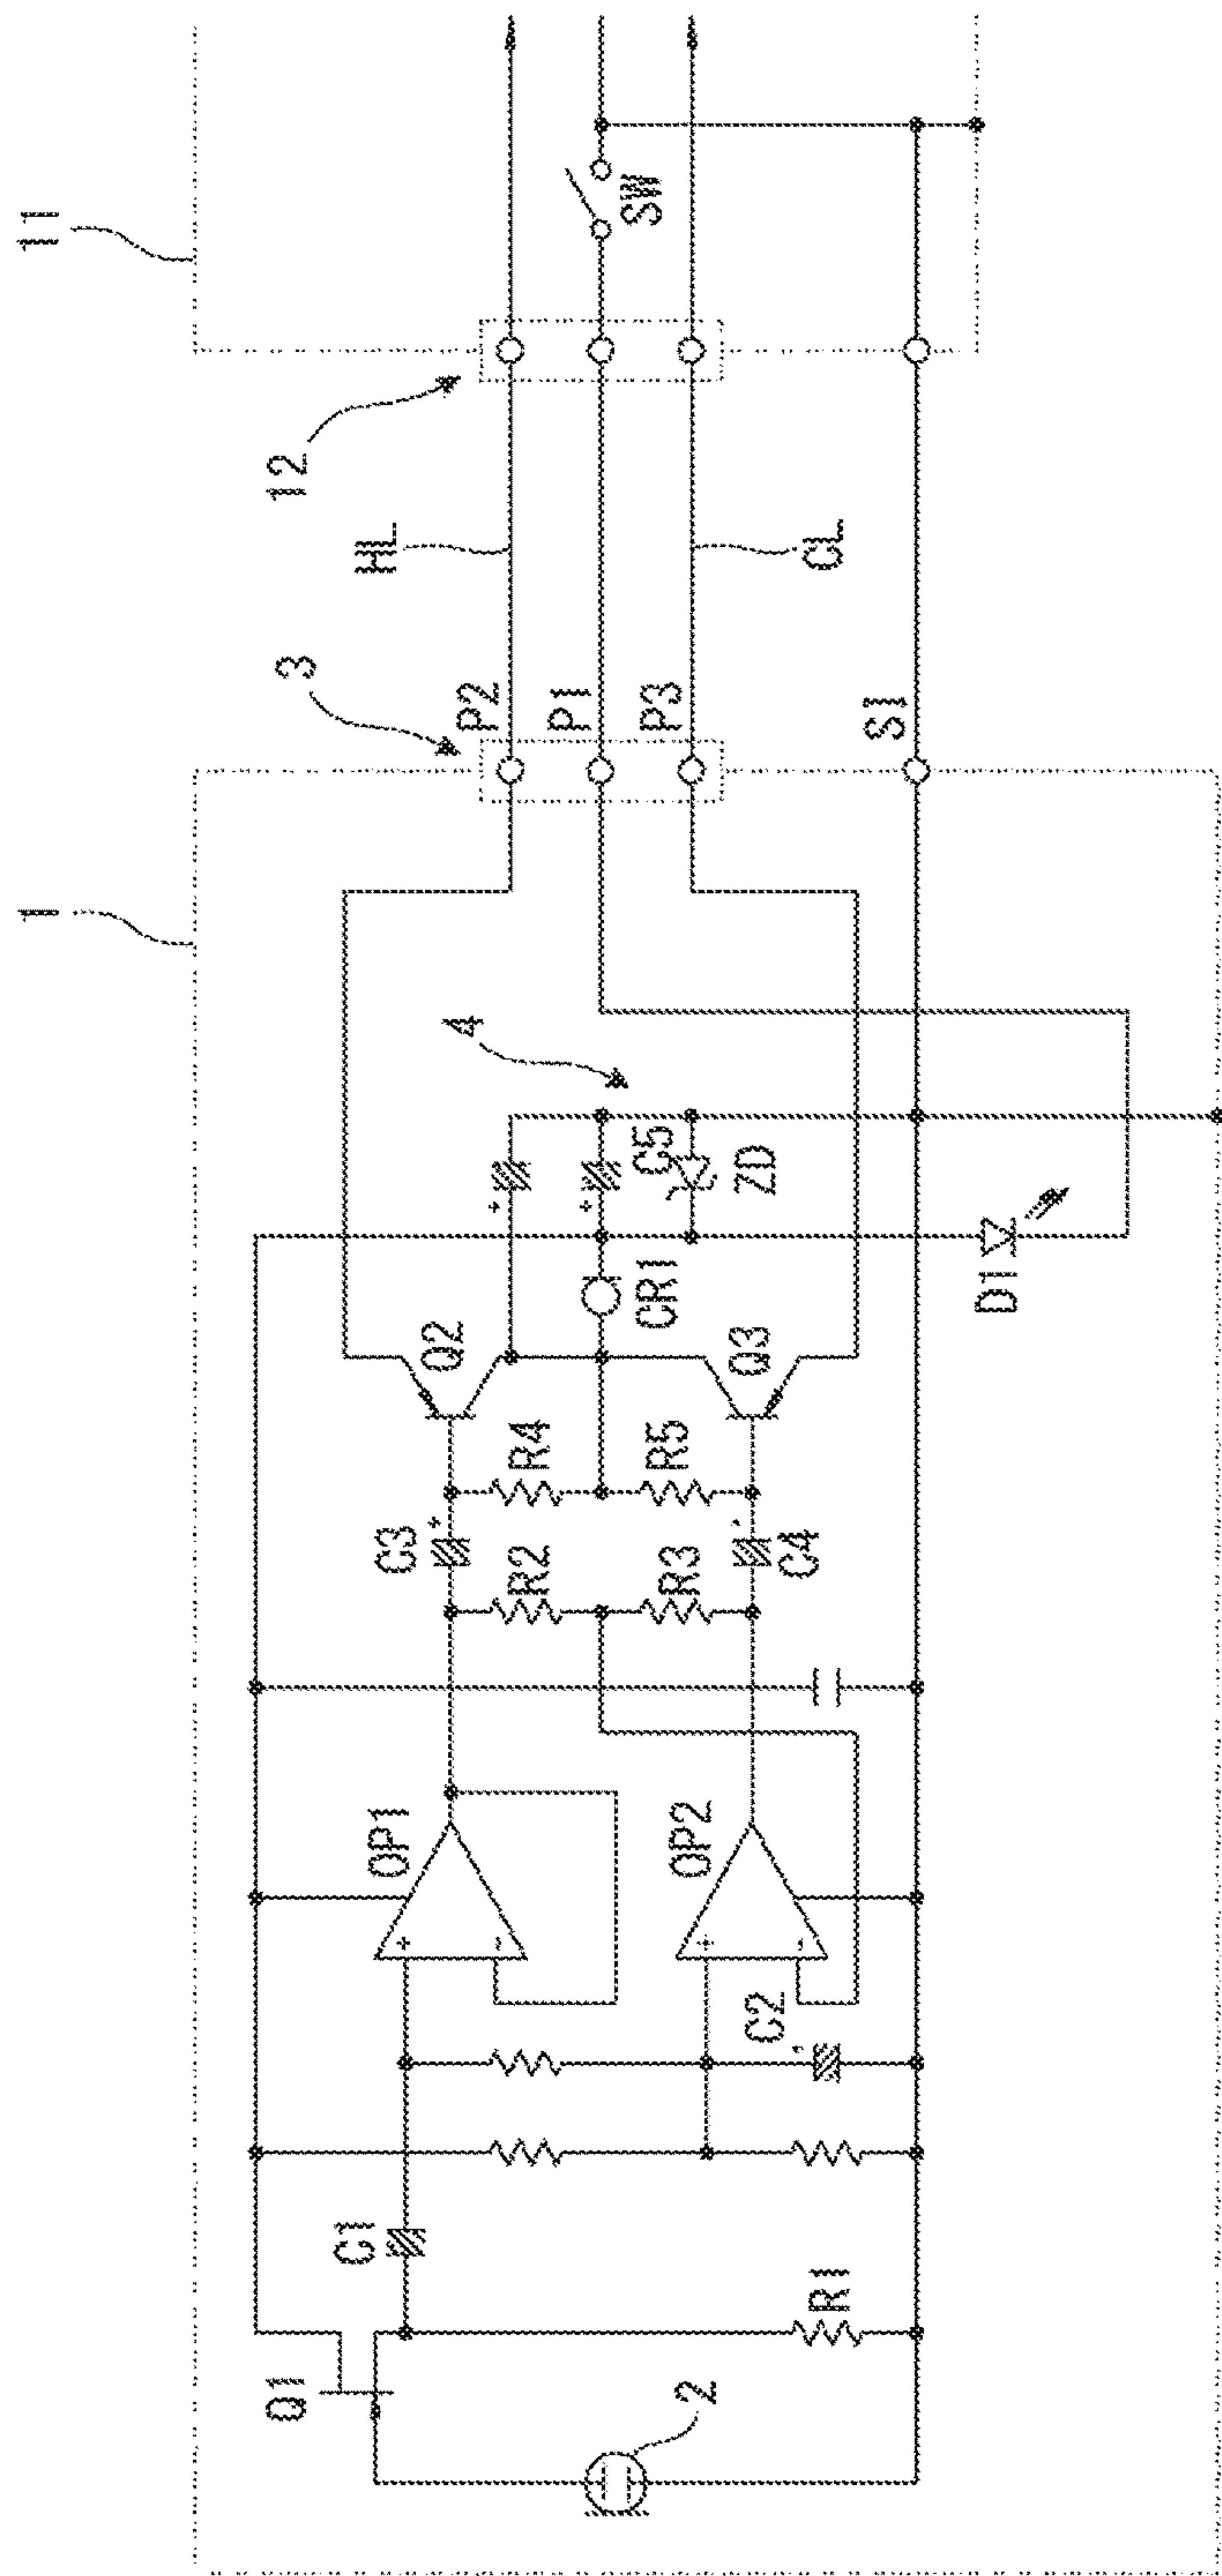 11
12
HL
CL
SW
3
P2
P1
P3
S1
1
4
C5
ZD
D1
CR1
Q2
Q3
R4
R5
C3
R2
R3
C4
OP1
OP2
C2
C1
R1
Q1
2